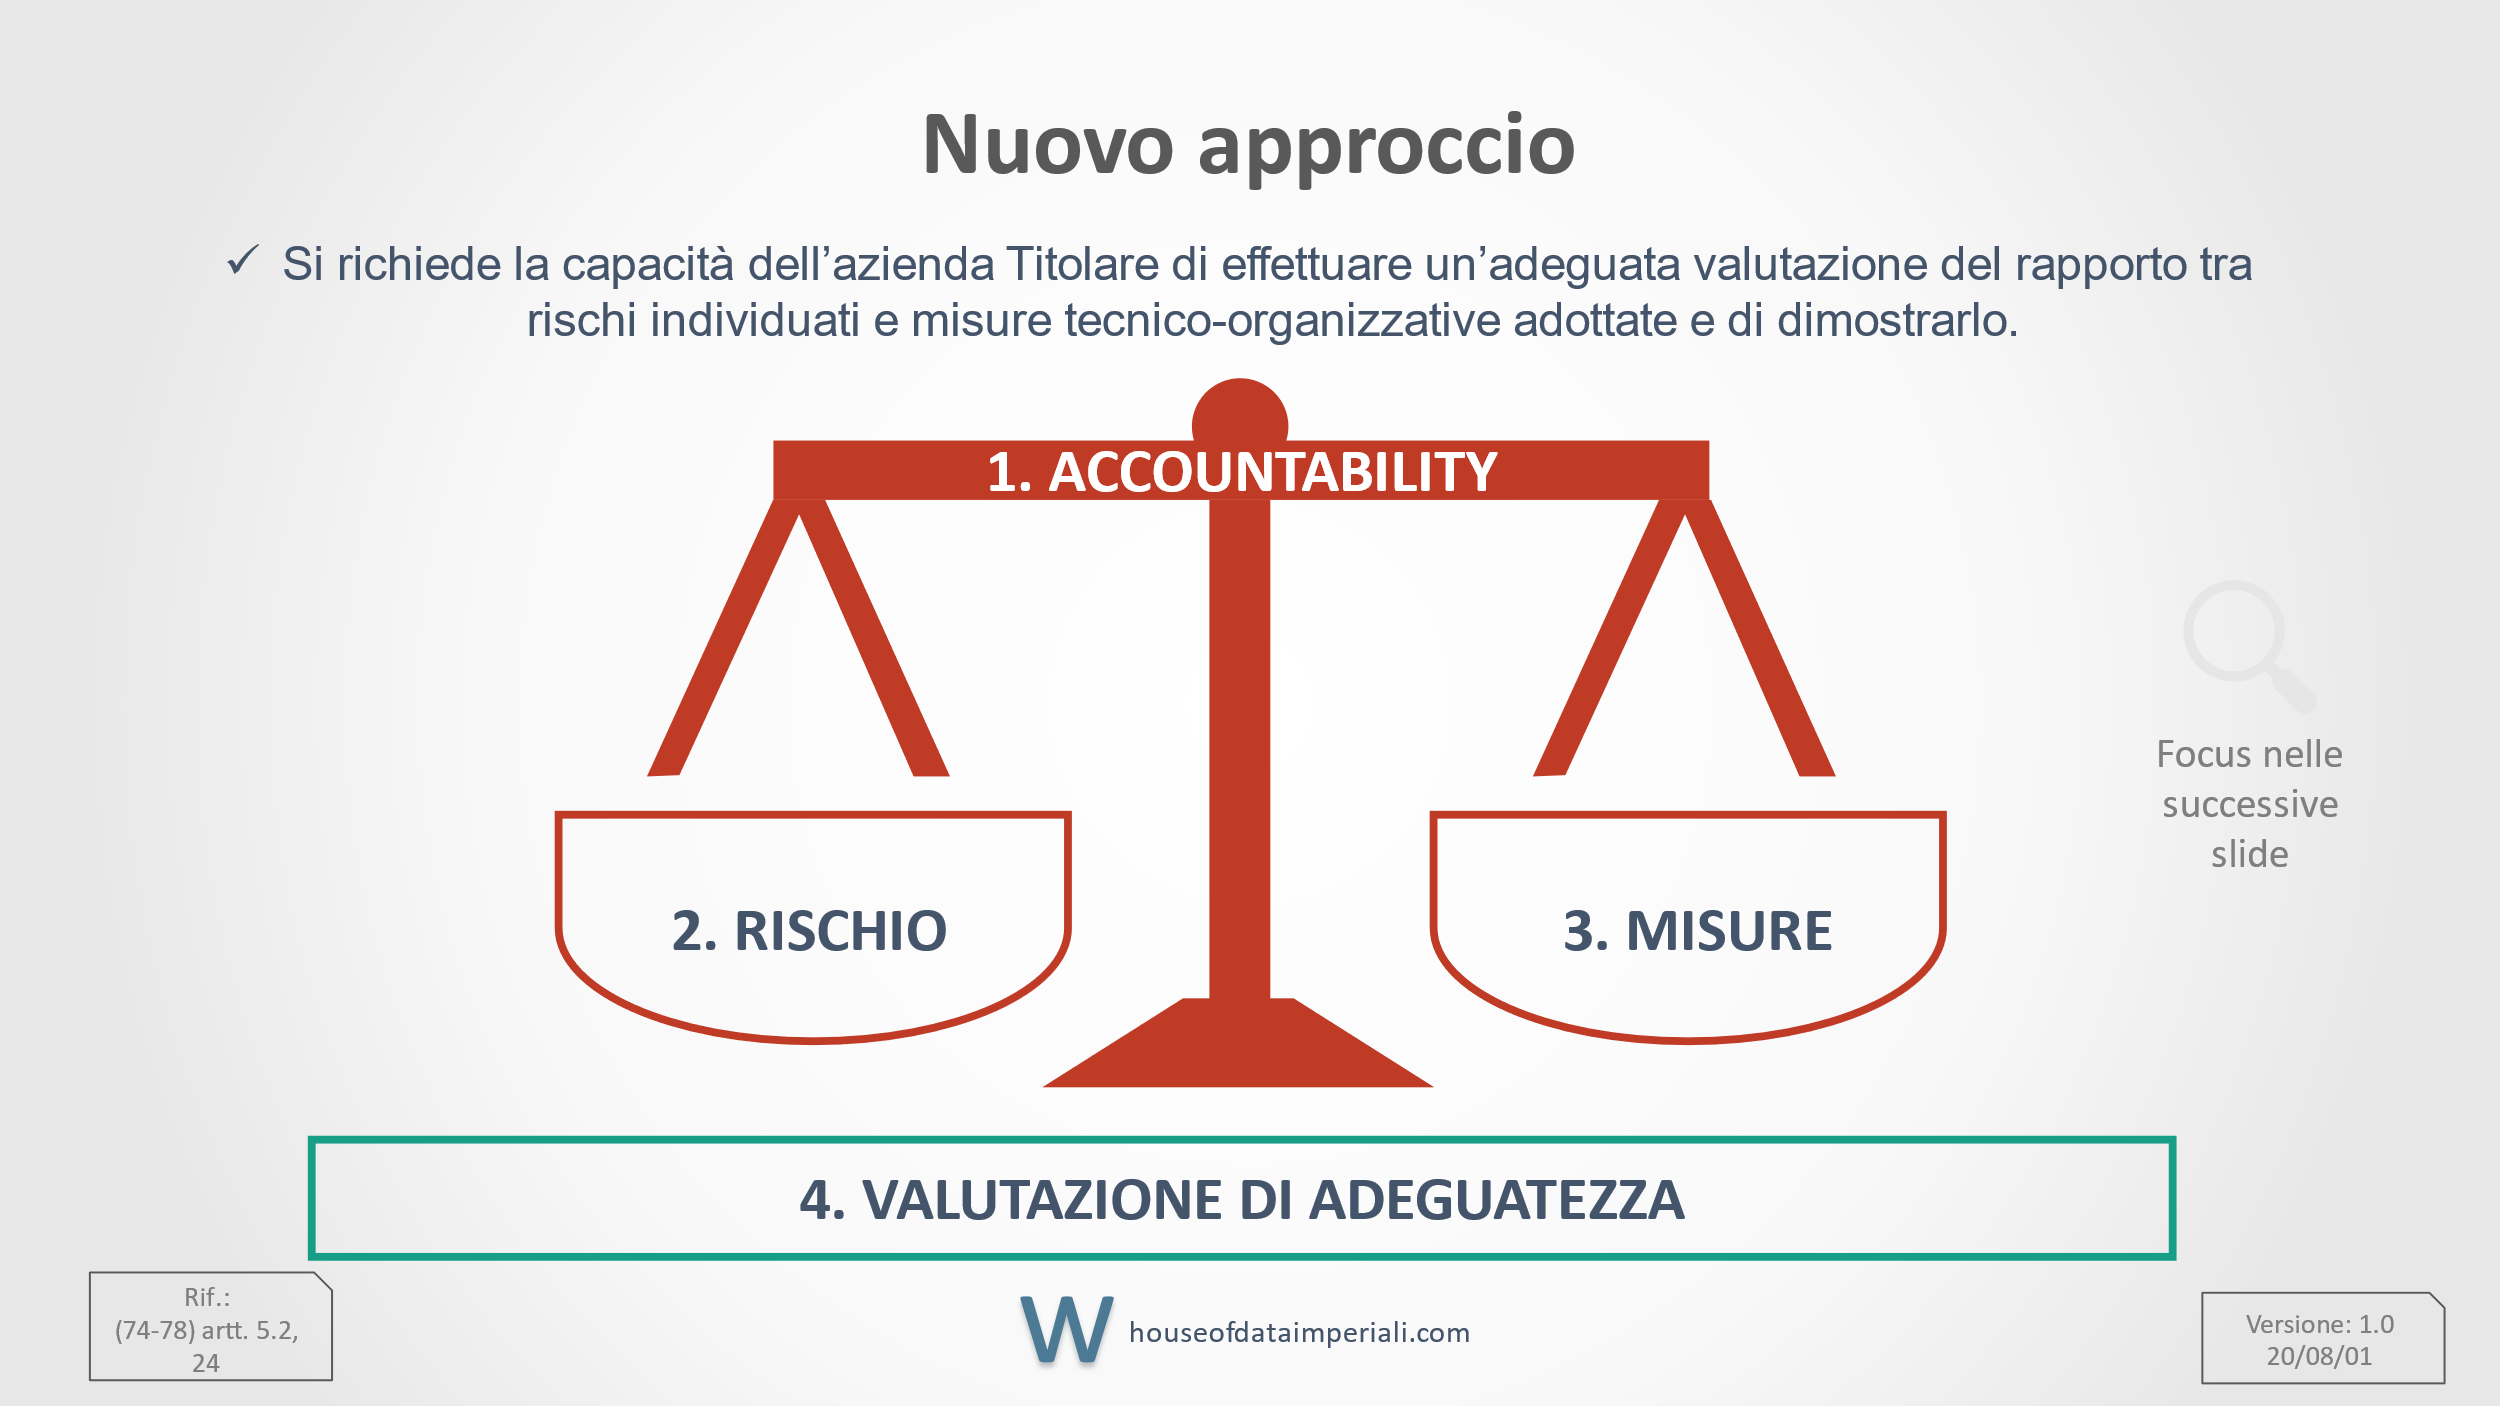 Nuovo approccio
✓ Si richiede la capacità dell’azienda Titolare di effettuare un’adeguata valutazione del rapporto tra
rischi individuati e misure tecnico-organizzative adottate e di dimostrarlo.
1. ACCOUNTABILITY
2. RISCHIO
3. MISURE
Focus nelle
successive
slide
4. VALUTAZIONE DI ADEGUATEZZA
Rif.:
(74-78) artt. 5.2,
24
W houseofdataimperiali.com
Versione: 1.0
20/08/01